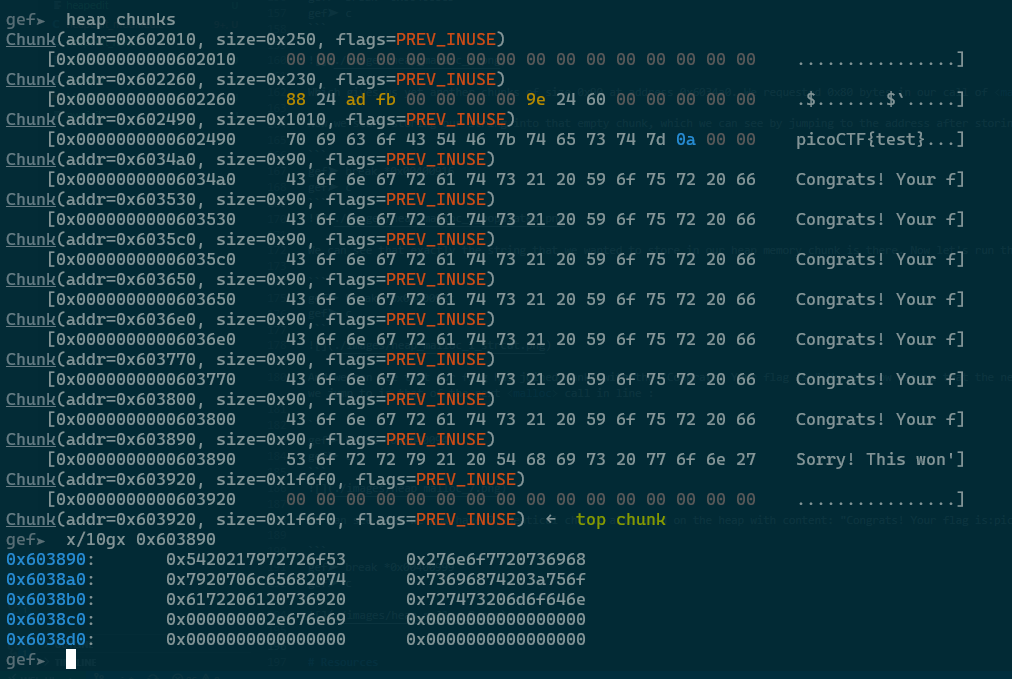 gef➤  heap chunks
Chunk(addr=0x602010, size=0x250, flags=PREV_INUSE)
    [0x0000000000602010     00 00 00 00 00 00 00 00 00 00 00 00 00 00 00 00    ................]
Chunk(addr=0x602260, size=0x230, flags=PREV_INUSE)
    [0x0000000000602260     88 24 ad fb 00 00 00 00 9e 24 60 00 00 00 00 00    .$.......$`.....]
Chunk(addr=0x602490, size=0x1010, flags=PREV_INUSE)
    [0x0000000000602490     70 69 63 6f 43 54 46 7b 74 65 73 74 7d 0a 00 00    picoCTF{test}...]
Chunk(addr=0x6034a0, size=0x90, flags=PREV_INUSE)
    [0x00000000006034a0     43 6f 6e 67 72 61 74 73 21 20 59 6f 75 72 20 66    Congrats! Your f]
Chunk(addr=0x603530, size=0x90, flags=PREV_INUSE)
    [0x0000000000603530     43 6f 6e 67 72 61 74 73 21 20 59 6f 75 72 20 66    Congrats! Your f]
Chunk(addr=0x6035c0, size=0x90, flags=PREV_INUSE)
    [0x00000000006035c0     43 6f 6e 67 72 61 74 73 21 20 59 6f 75 72 20 66    Congrats! Your f]
Chunk(addr=0x603650, size=0x90, flags=PREV_INUSE)
    [0x0000000000603650     43 6f 6e 67 72 61 74 73 21 20 59 6f 75 72 20 66    Congrats! Your f]
Chunk(addr=0x6036e0, size=0x90, flags=PREV_INUSE)
    [0x00000000006036e0     43 6f 6e 67 72 61 74 73 21 20 59 6f 75 72 20 66    Congrats! Your f]
Chunk(addr=0x603770, size=0x90, flags=PREV_INUSE)
    [0x0000000000603770     43 6f 6e 67 72 61 74 73 21 20 59 6f 75 72 20 66    Congrats! Your f]
Chunk(addr=0x603800, size=0x90, flags=PREV_INUSE)
    [0x0000000000603800     43 6f 6e 67 72 61 74 73 21 20 59 6f 75 72 20 66    Congrats! Your f]
Chunk(addr=0x603890, size=0x90, flags=PREV_INUSE)
    [0x0000000000603890     53 6f 72 72 79 21 20 54 68 69 73 20 77 6f 6e 27    Sorry! This won']
Chunk(addr=0x603920, size=0x1f6f0, flags=PREV_INUSE)
    [0x0000000000603920     00 00 00 00 00 00 00 00 00 00 00 00 00 00 00 00    ................]
Chunk(addr=0x603920, size=0x1f6f0, flags=PREV_INUSE)  ←  top chunk
gef➤  x/10gx 0x603890
0x603890:       0x5420217972726f53      0x276e6f7720736968
0x6038a0:       0x7920706c65682074      0x73696874203a756f
0x6038b0:       0x6172206120736920      0x727473206d6f646e
0x6038c0:       0x000000002e676e69      0x0000000000000000
0x6038d0:       0x0000000000000000      0x0000000000000000
gef➤